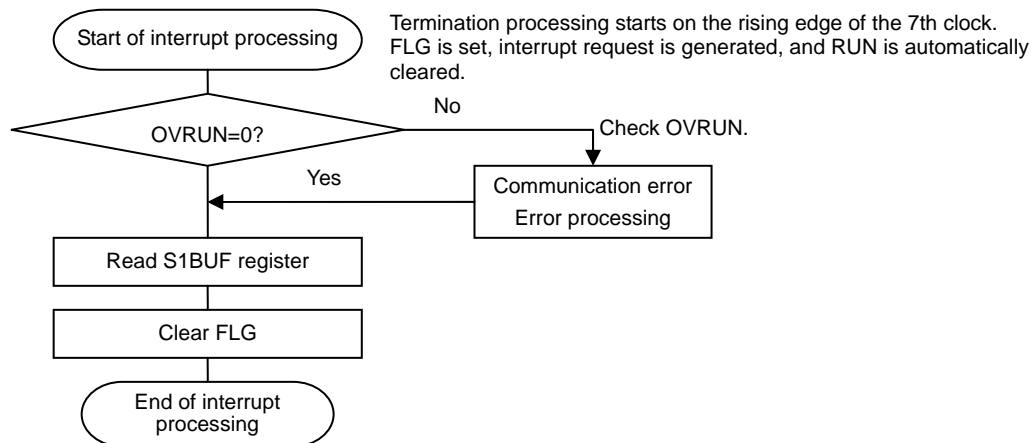 Start of interrupt processing
Termination processing starts on the rising edge of the 7th clock.
FLG is set, interrupt request is generated, and RUN is automatically
cleared.
No
OVRUN=0?
Check OVRUN.
Yes
Communication error
Error processing
Read S1BUF register
Clear FLG
End of interrupt
processing